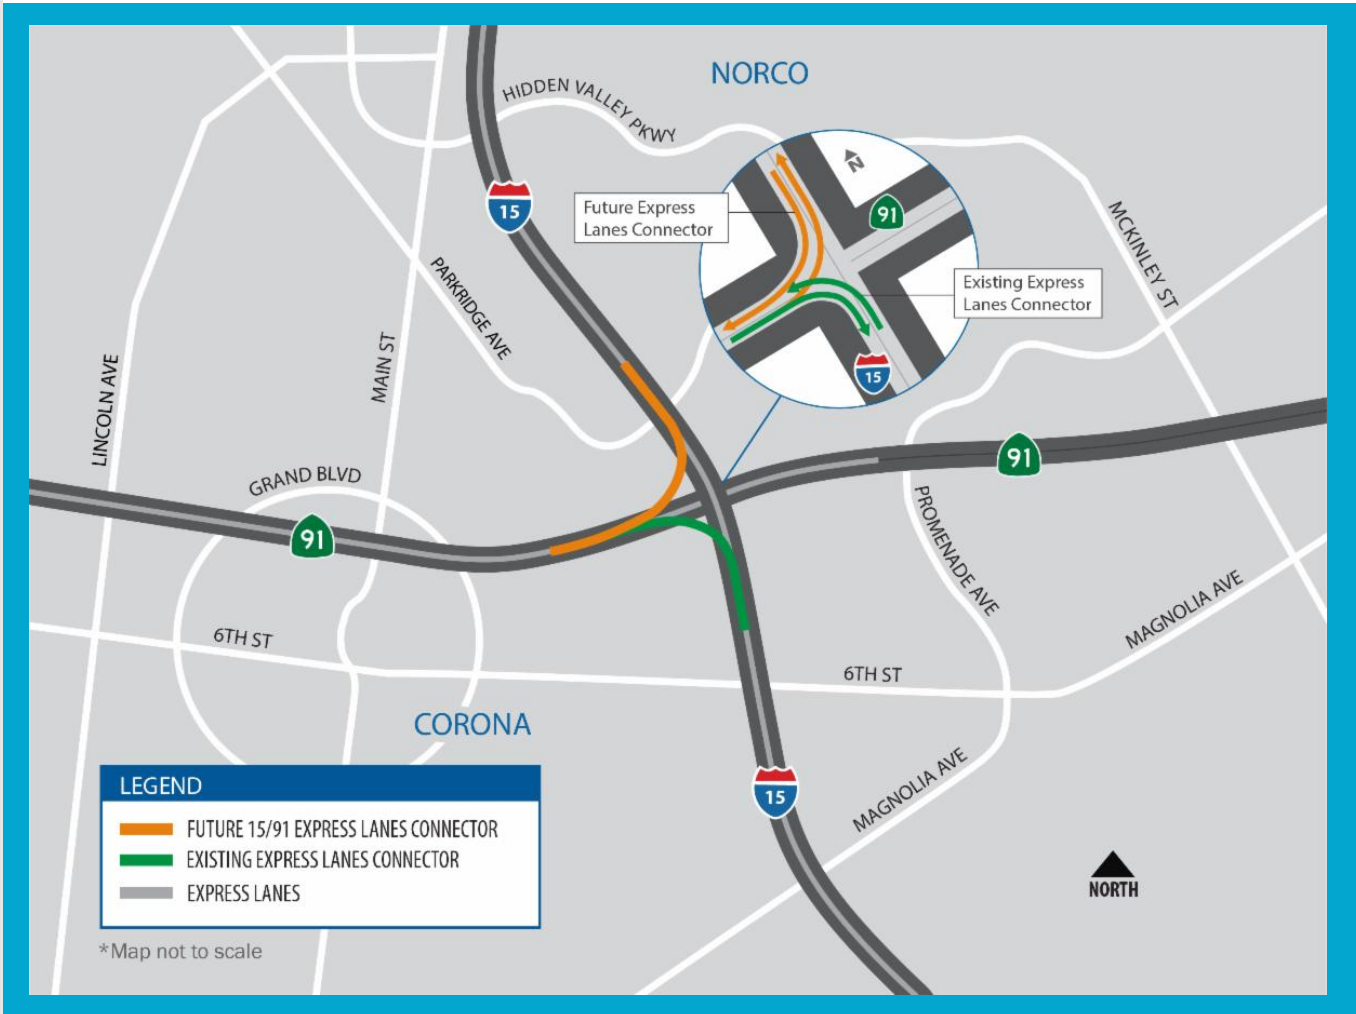 NORCO
HIDDEN VALLEY PKWY
15
Future Express
Lanes Connector
N
91
MCKINLEY ST
PARKRIDGE AVE
Existing Express
Lanes Connector
15
MAIN ST
LINCOLN AVE
GRAND BLVD
91
91
PROMENADE AVE
MAGNOLIA AVE
6TH ST
6TH ST
CORONA
15
MAGNOLIA AVE
LEGEND
FUTURE 15/91 EXPRESS LANES CONNECTOR
EXISTING EXPRESS LANES CONNECTOR
EXPRESS LANES
NORTH
*Map not to scale